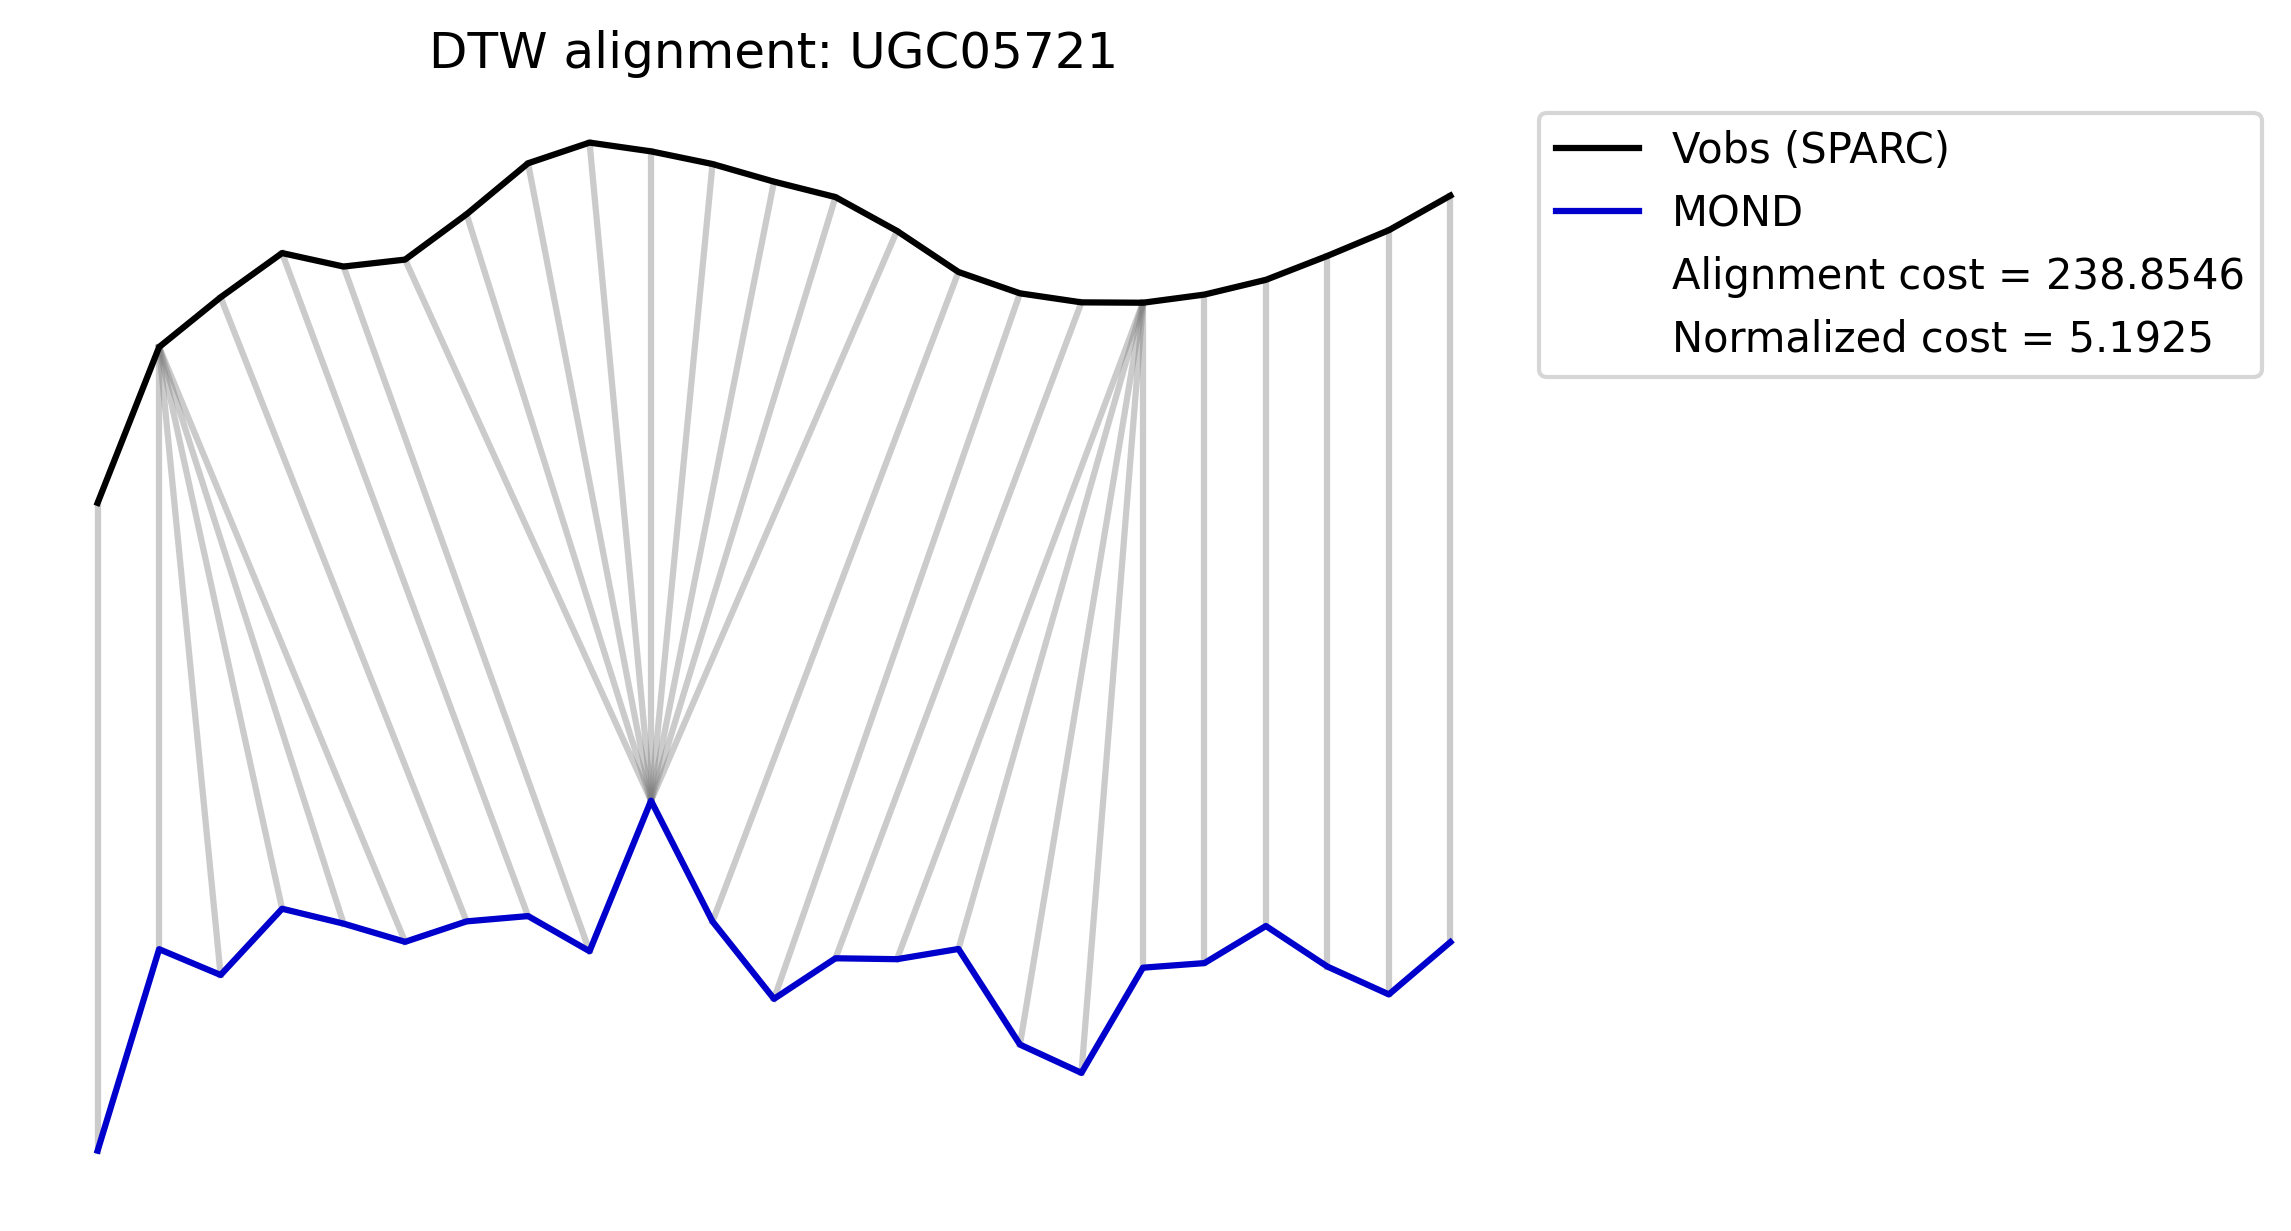 DTW alignment: UGC05721
Vobs (SPARC)
MOND
Alignment cost = 238.8546
Normalized cost = 5.1925